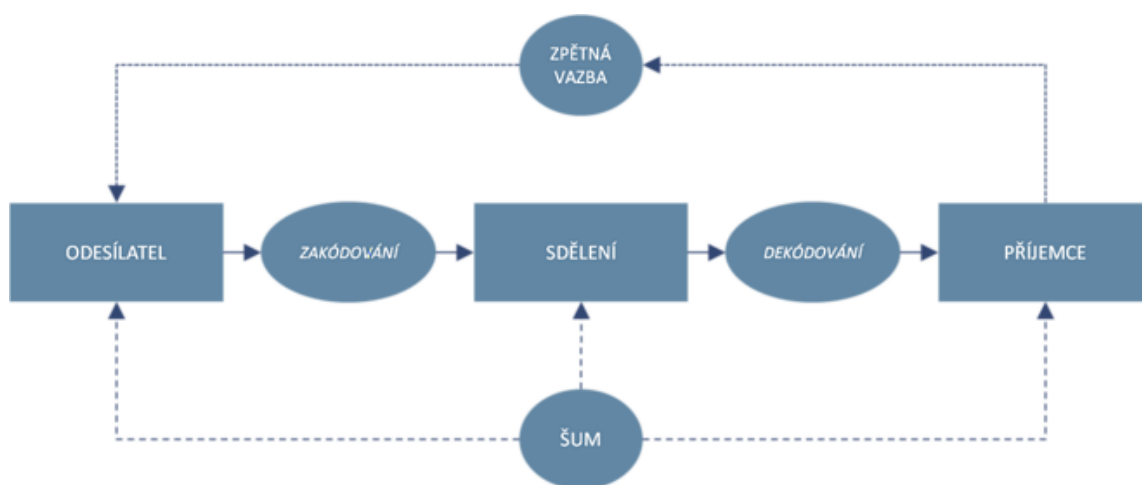 ZPĚTNÁ
VAZBA
ODESÍLATEL
ZAKÓDOVÁNÍ
SDĚLENÍ
DEKÓDOVÁNÍ
PŘÍJEMCE
ŠUM